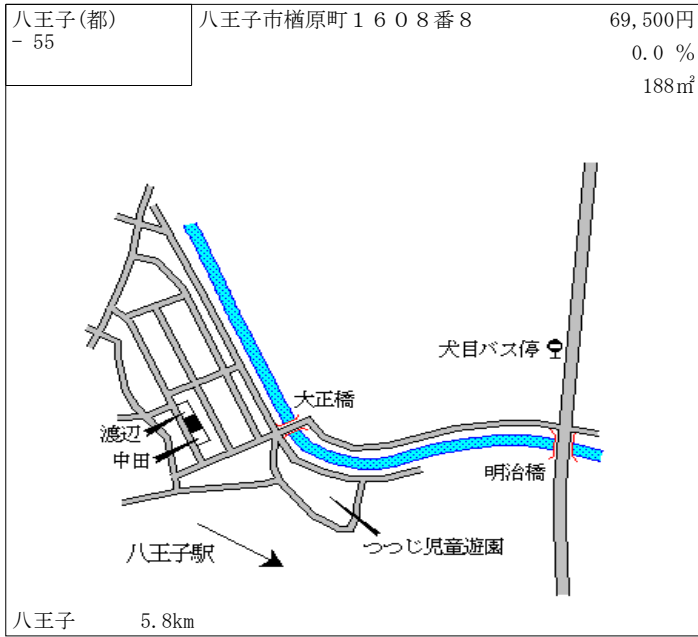 八王子(都)
- 55
八王子市楢原町１６０８番８
69,500円
0.0 %
188㎡
犬目バス停
大正橋
渡辺
中田
明治橋
つつじ児童遊園
八王子駅
八王子 5.8km